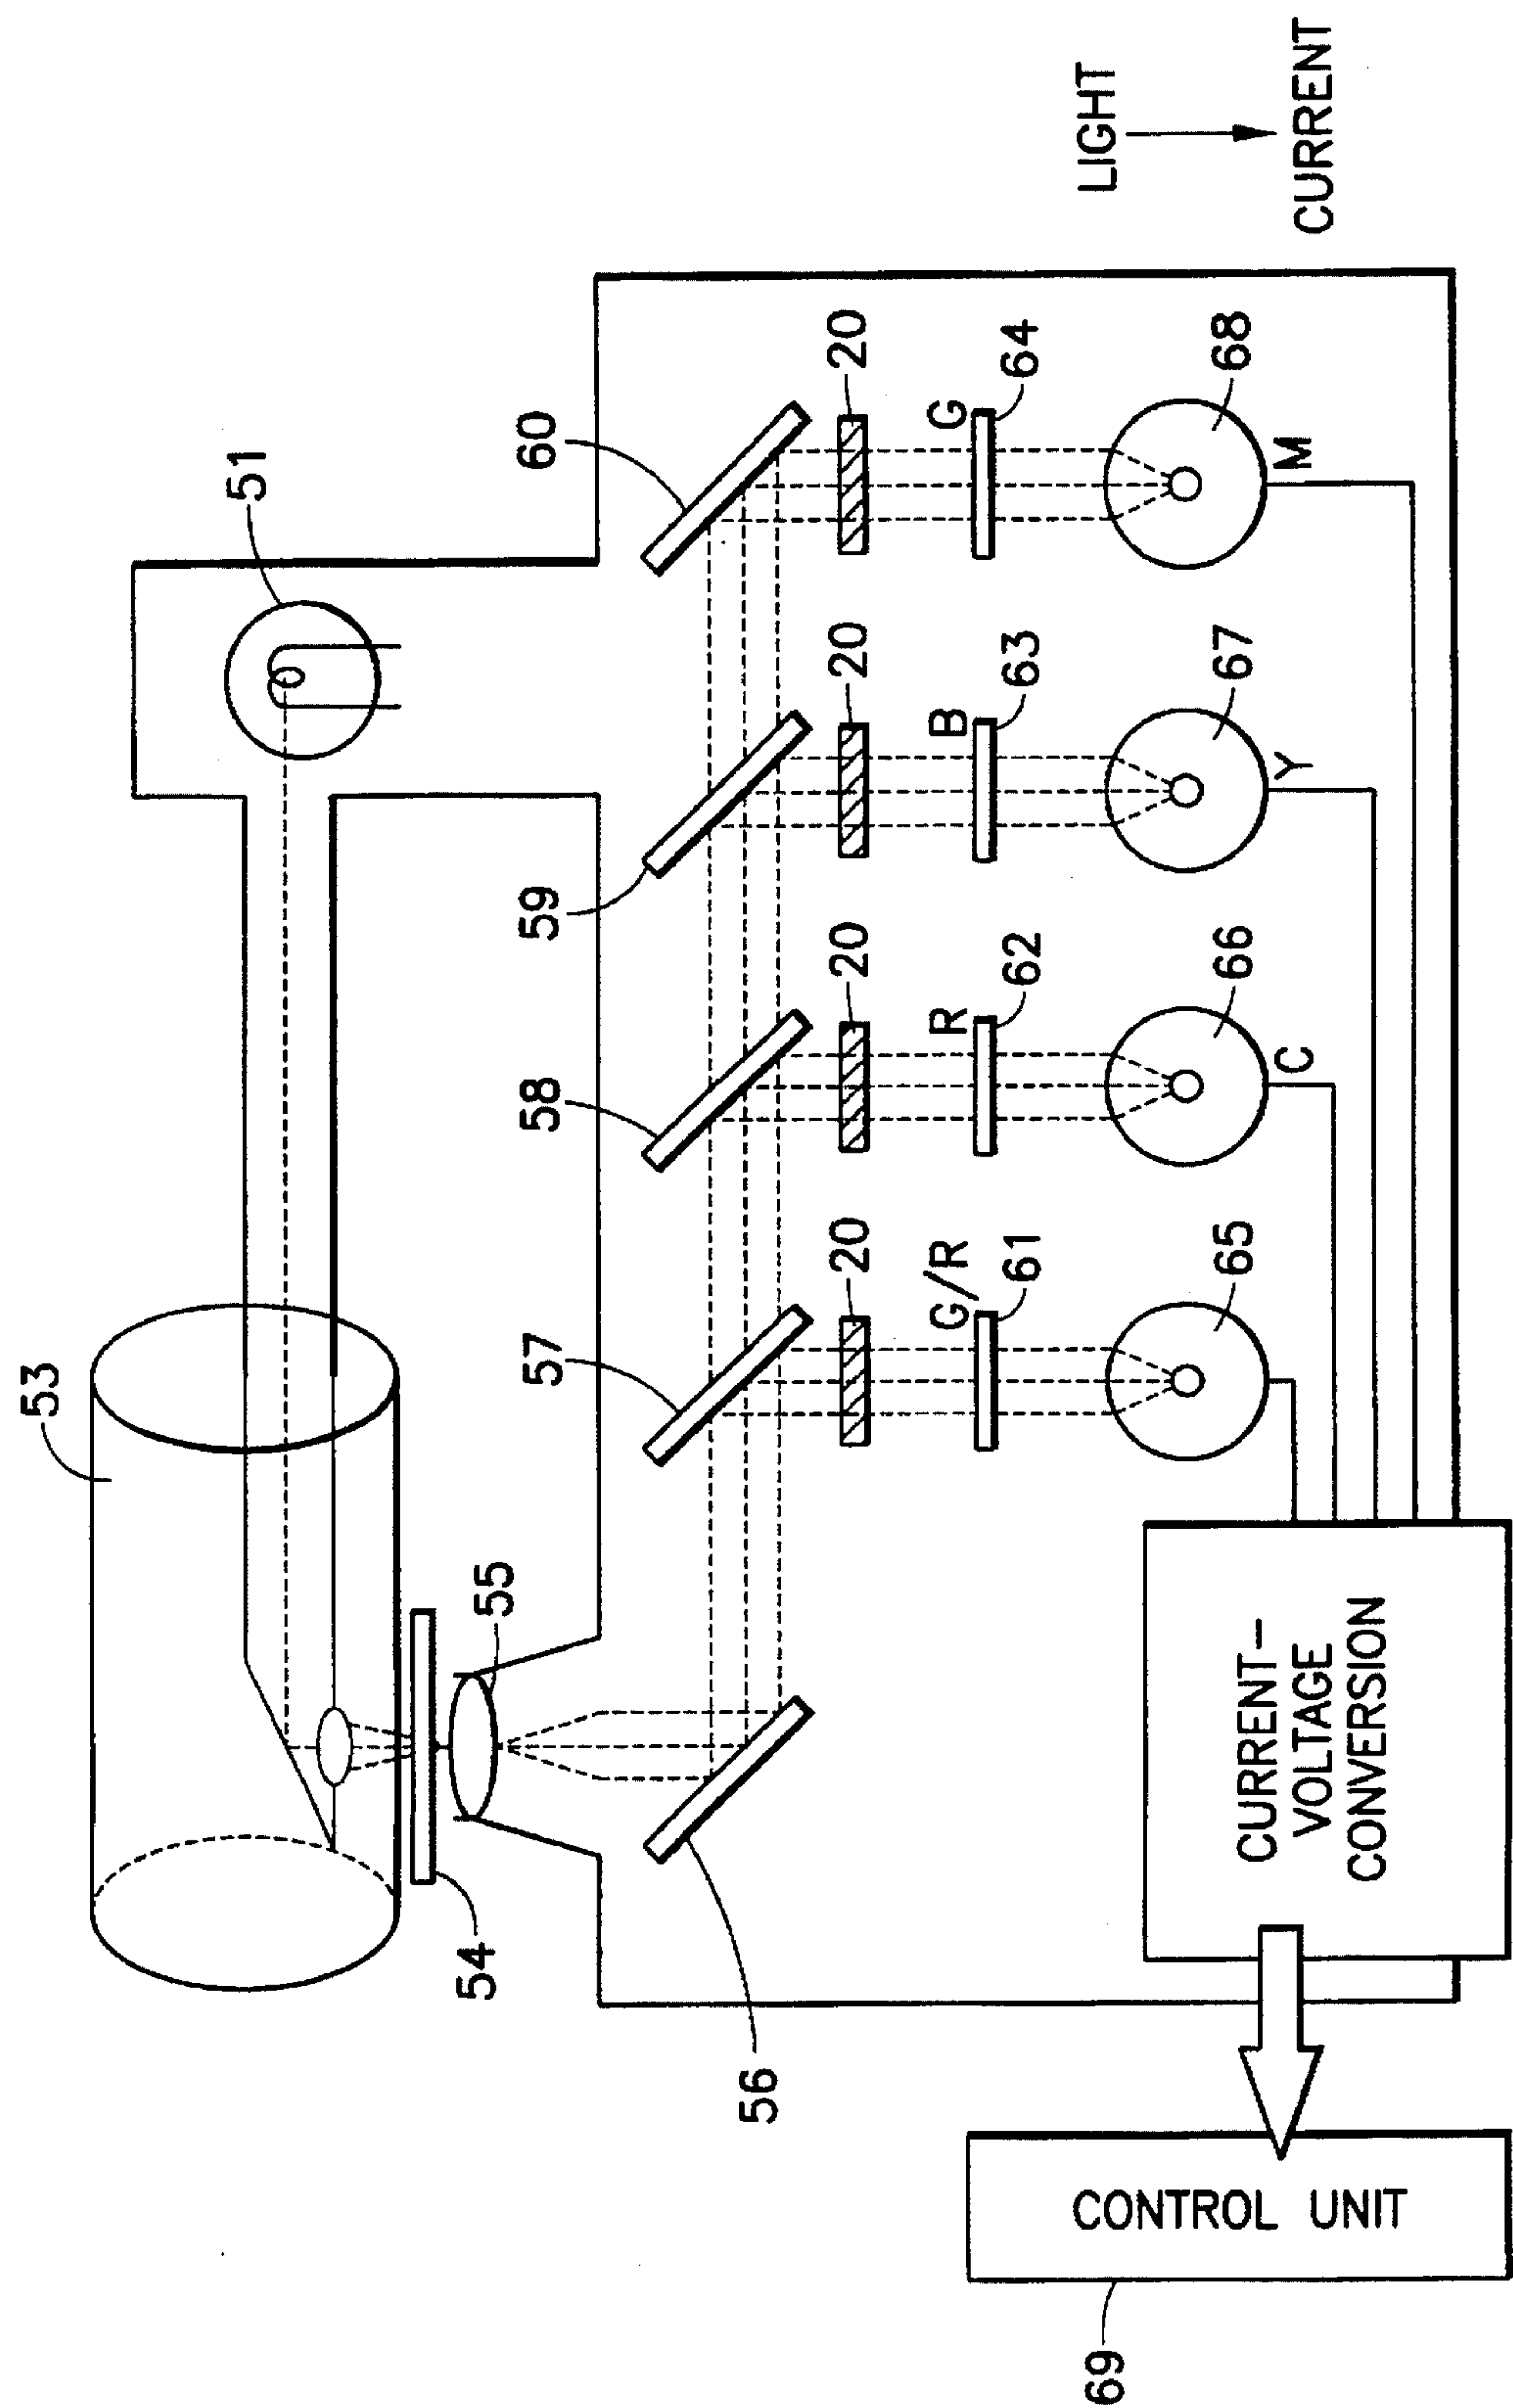 53
51
54
55
60
59
58
57
56
20
20
20
20
G/R
R
B
G
61
62
63
64
65
66
67
68
C
Y
M
LIGHT
CURRENT
CURRENT-
VOLTAGE
CONVERSION
CONTROL UNIT
69